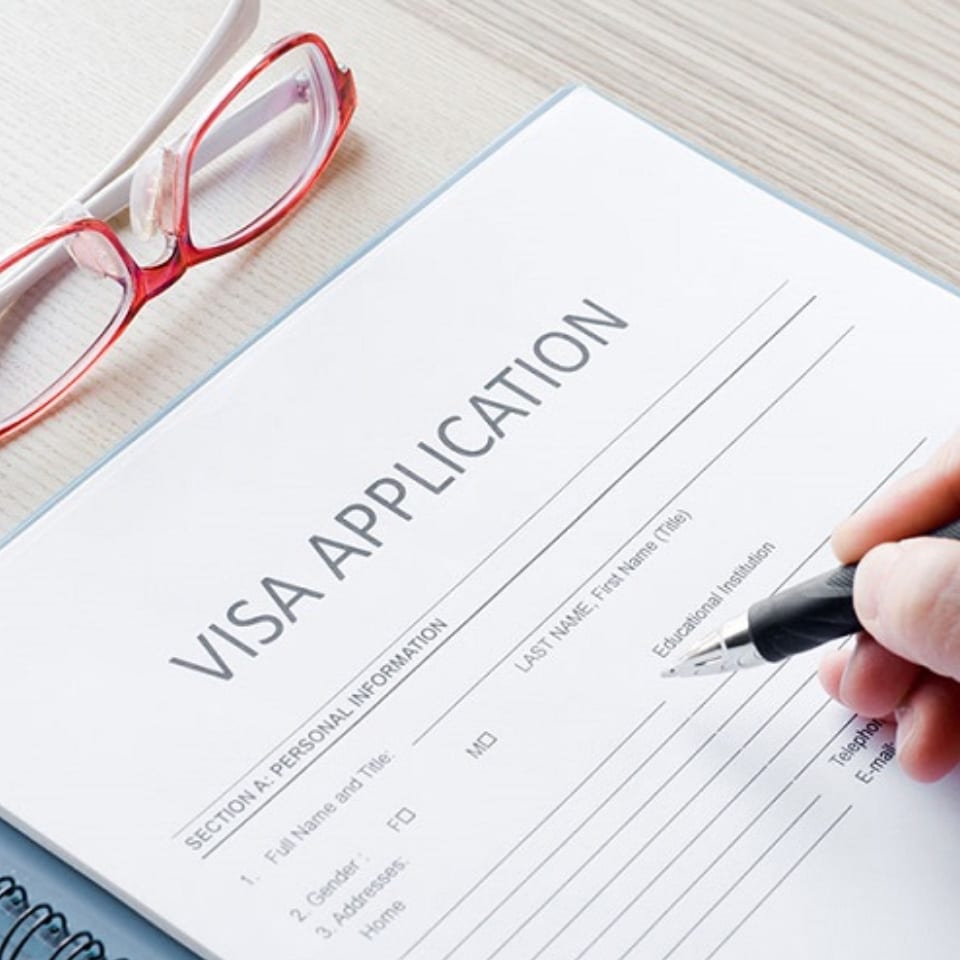 VISA APPLICATION
SECTION A: PERSONAL INFORMATION
1. Full Name and Title:
LAST NAME, First Name (Title)
2. Gender : F□ M□
3. Addresses:
Home Educational Institution
Telephon
E-mail: